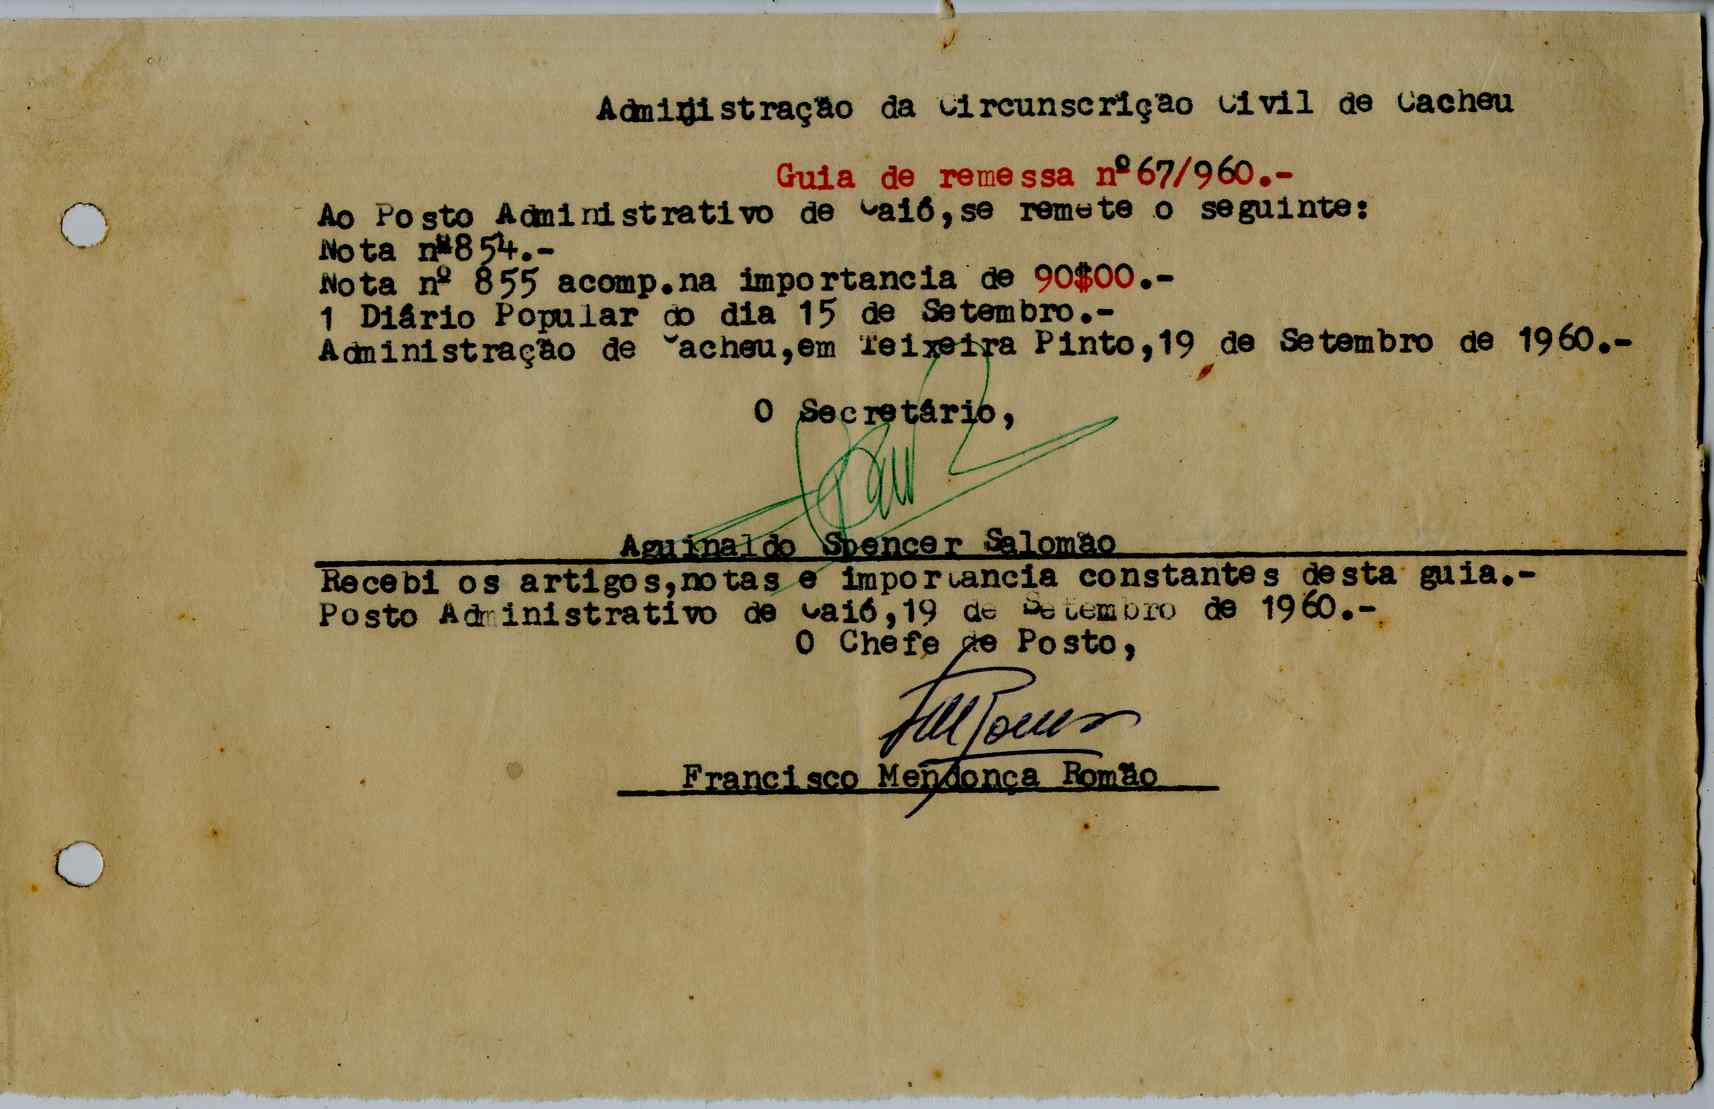 Administração da Circunscrição Civil de Cacheu
Guia de remessa nº67/960.-
Ao Posto Administrativo de Caió,se remete o seguinte:
Nota nº854.-
Nota nº 855 acomp.na importancia de 90$00.-
1 Diário Popular do dia 15 de Setembro.-
Administração de Cacheu,em Teixeira Pinto,19 de Setembro de 1960.-
O Secretário,
Aguinaldo Spencer Salomão
Recebi os artigos,notas e importancia constantes desta guia.-
Posto Administrativo de Caió,19 de Setembro de 1960.-
O Chefe de Posto,
Francisco Mendonça Romão